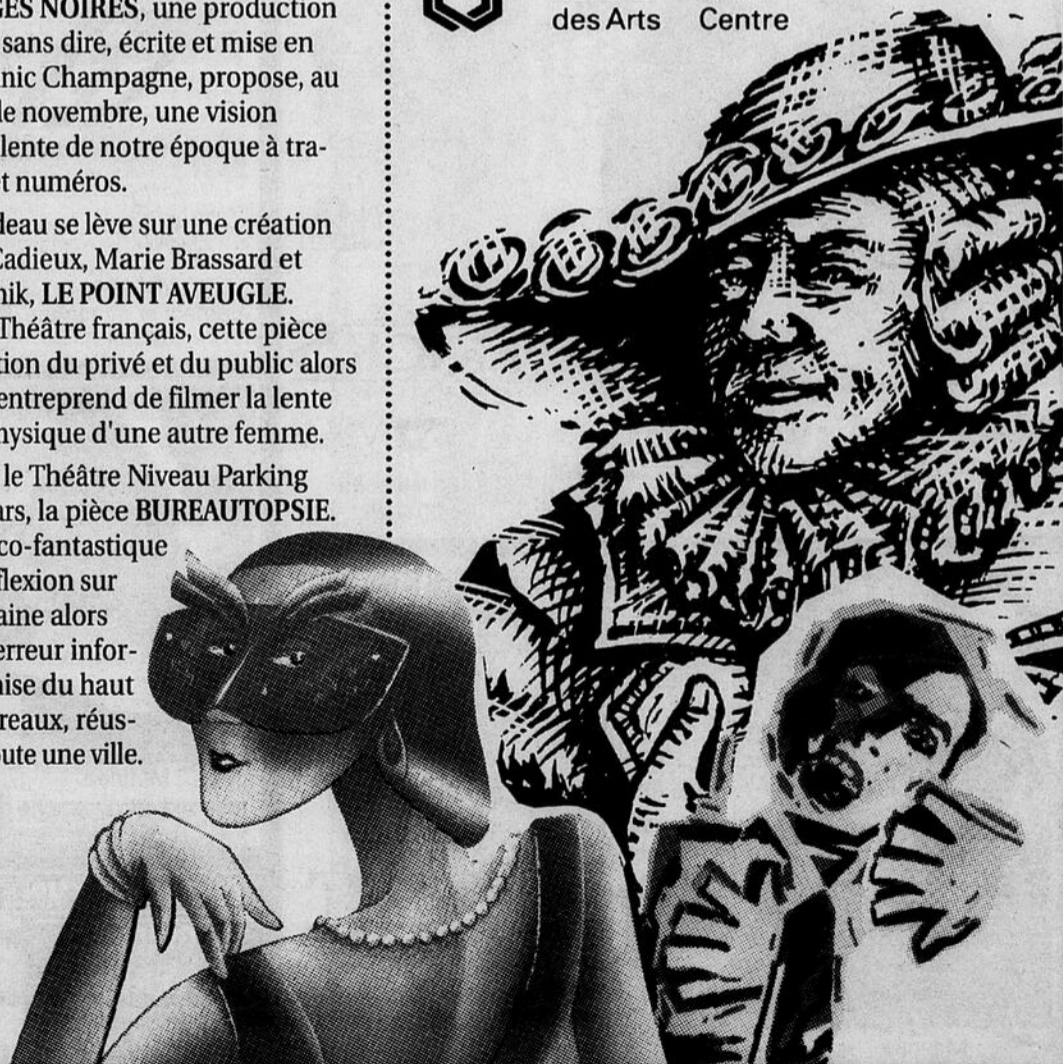 GES NOIRES, une production
sans dire, écrite et mise en
nic Champagne, propose, au
de novembre, une vision
lente de notre époque à tra-
et numéros.
deau se lève sur une création
Cadieux, Marie Brassard et
nik, LE POINT AVEUGLE.
Théâtre français, cette pièce
tion du privé et du public alors
entreprend de filmer la lente
hysique d'une autre femme.
le Théâtre Niveau Parking
ars, la pièce BUREAUTOPSIE.
co-fantastique
flexion sur
aine alors
erreur infor-
nise du haut
reaux, réus-
oute une ville.
des Arts Centre